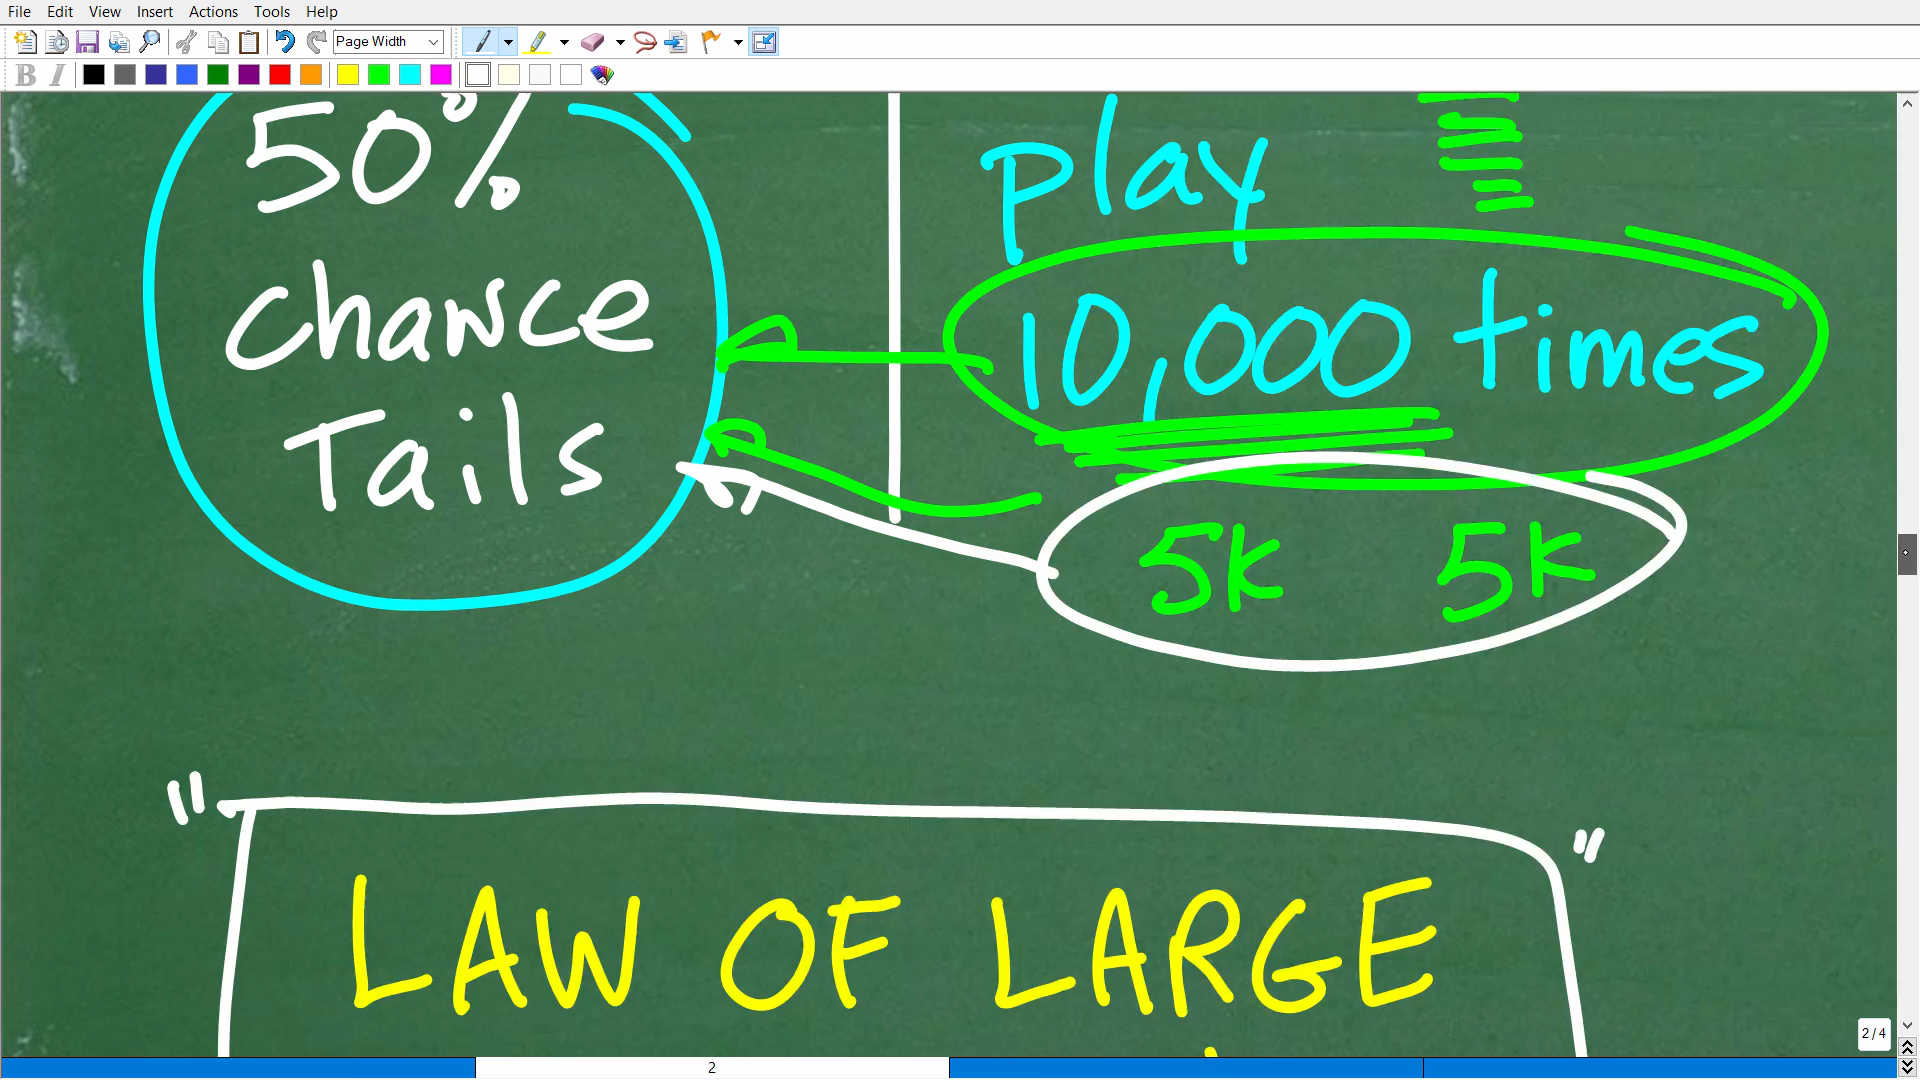 File Edit View Insert Actions Tools Help
Page Width
B I
50%
Chance
Tails
play
10,000 times
5k 5k
" "
LAW OF LARGE
2 / 4
2